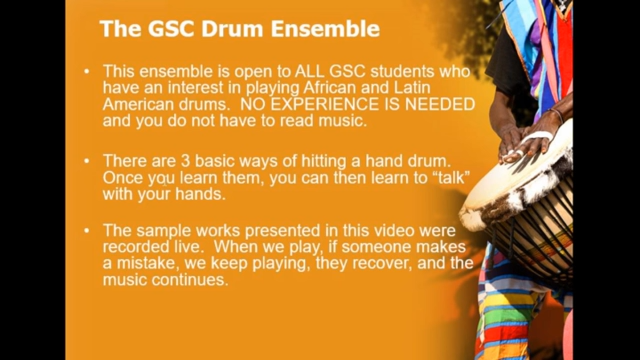 The GSC Drum Ensemble
• This ensemble is open to ALL GSC students who
have an interest in playing African and Latin
American drums. NO EXPERIENCE IS NEEDED
and you do not have to read music.
• There are 3 basic ways of hitting a hand drum.
Once you learn them, you can then learn to “talk”
with your hands.
• The sample works presented in this video were
recorded live. When we play, if someone makes
a mistake, we keep playing, they recover, and the
music continues.